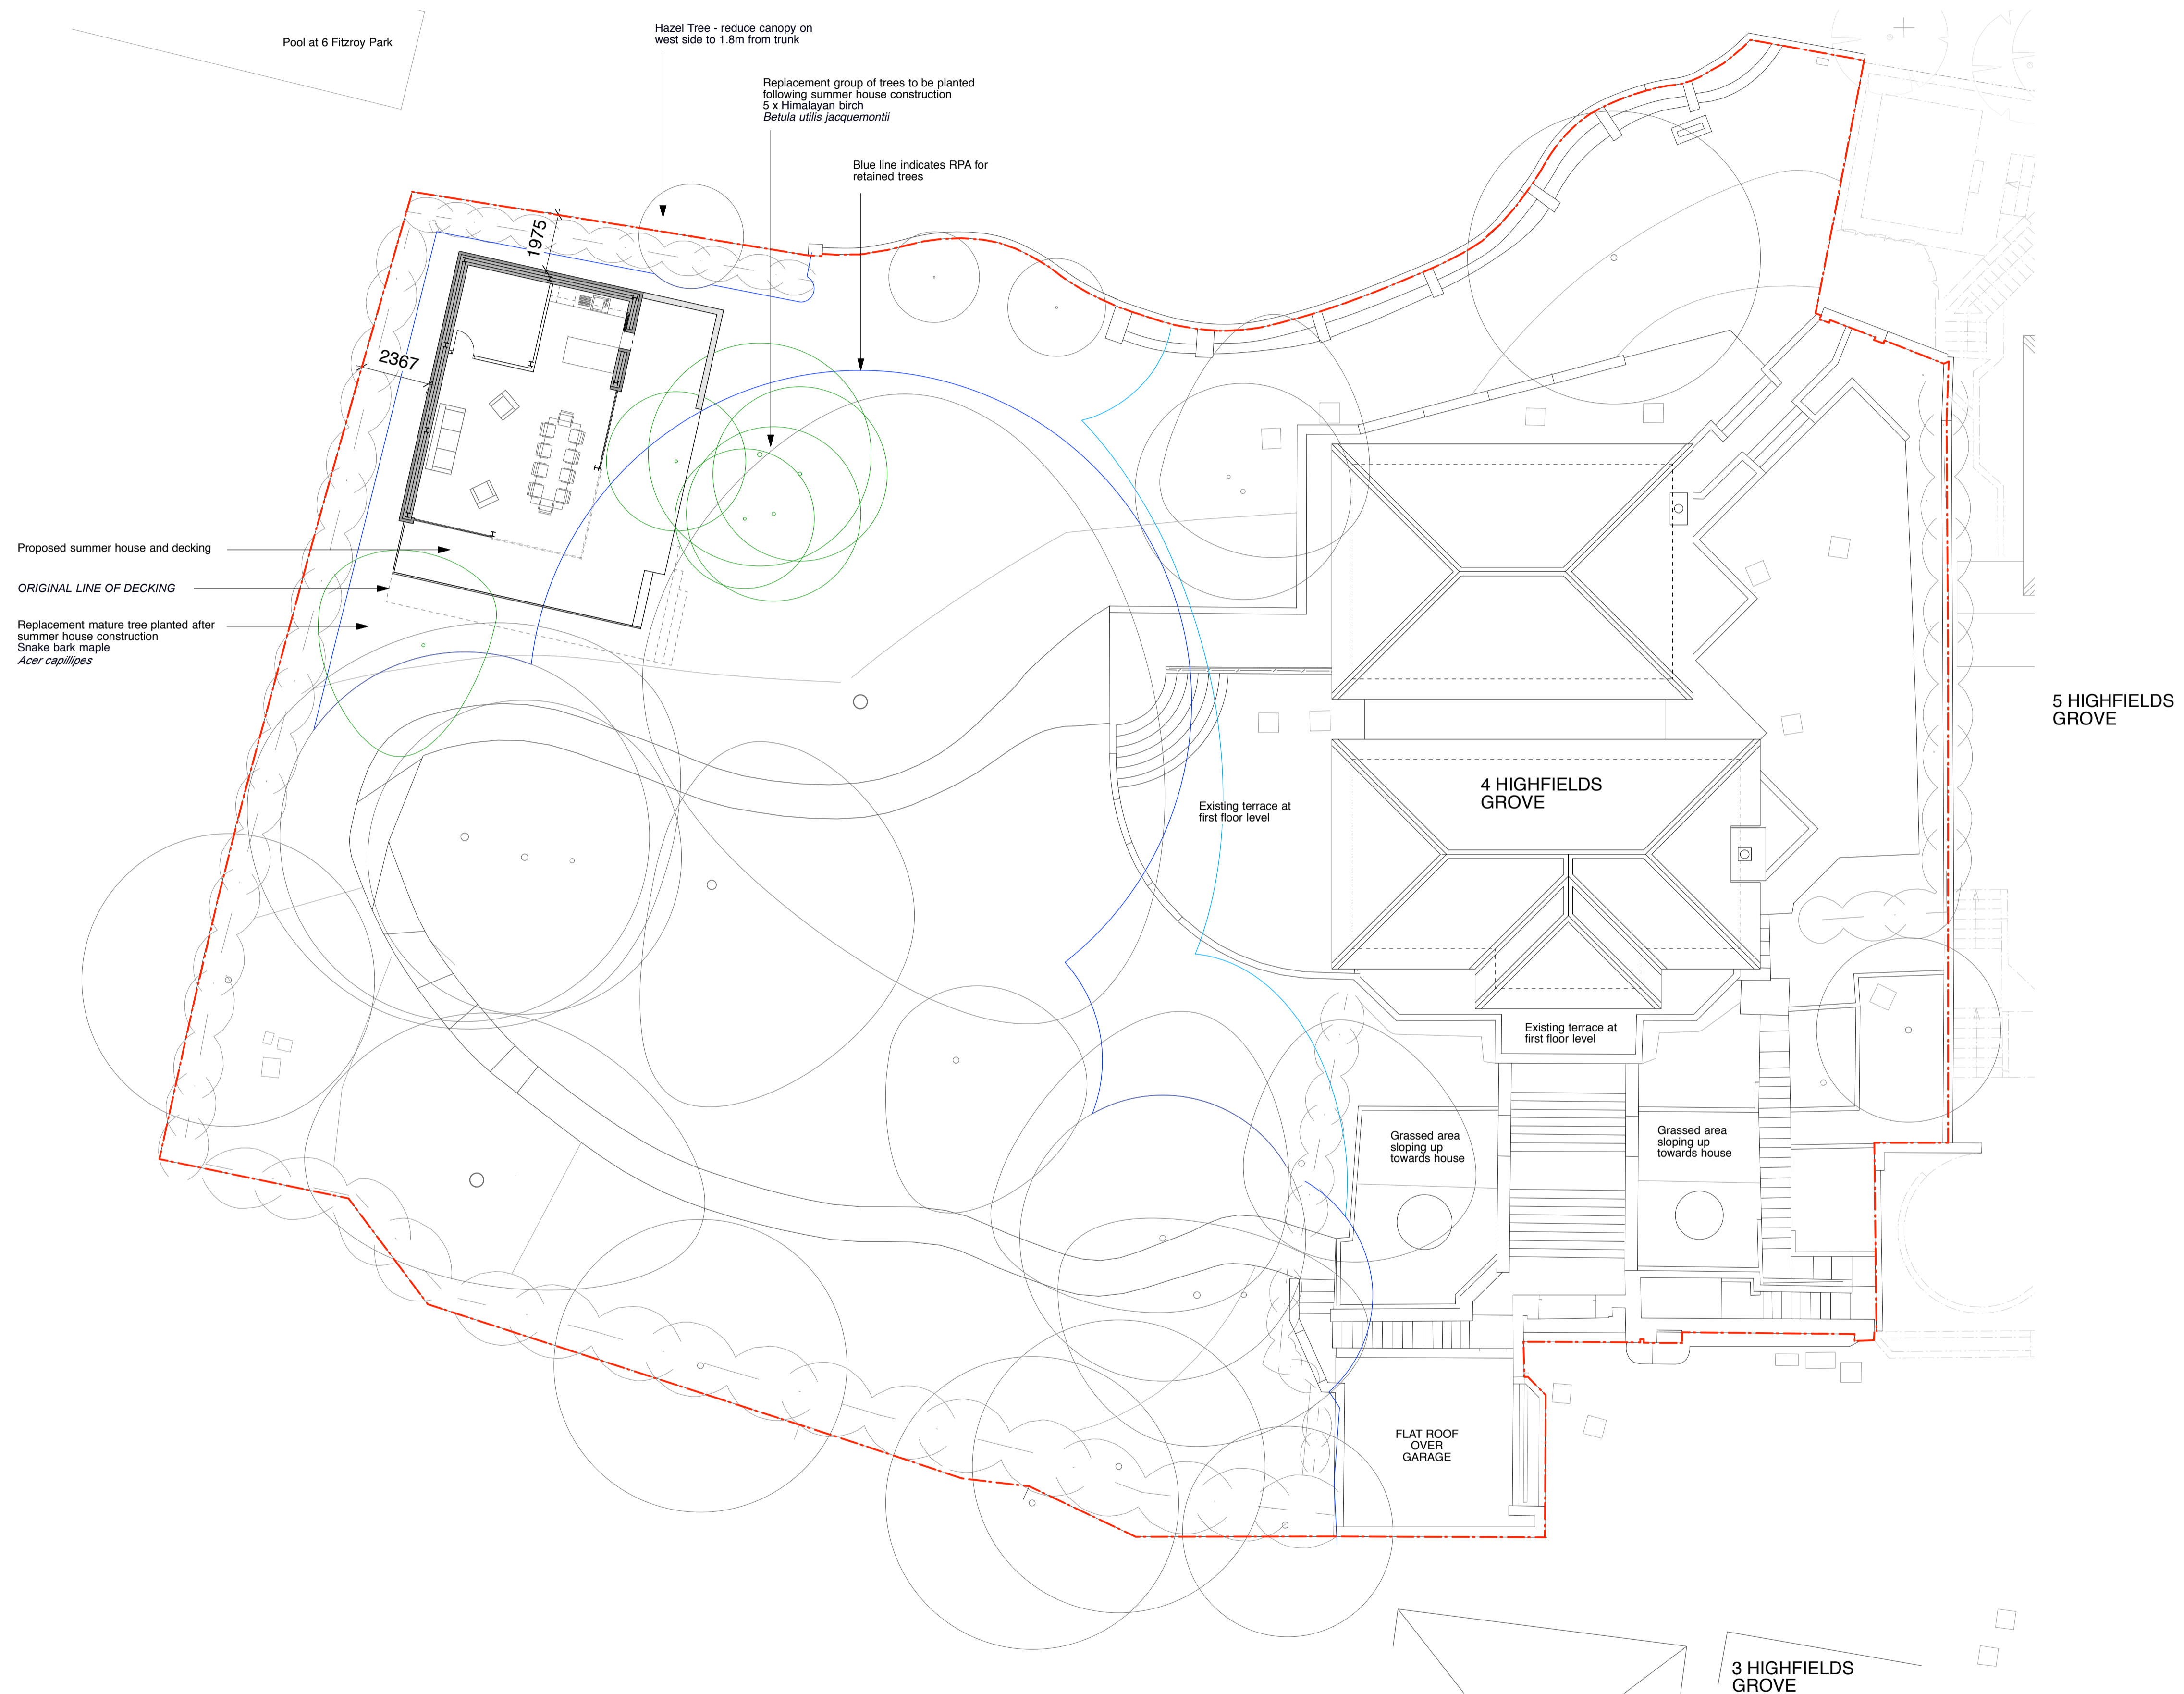 Pool at 6 Fitzroy Park
Hazel Tree - reduce canopy on
west side to 1.8m from trunk
Replacement group of trees to be planted
following summer house construction
5 x Himalayan birch
Betula utilis jacquemontii
Blue line indicates RPA for
retained trees
1975
2367
Proposed summer house and decking
ORIGINAL LINE OF DECKING
Replacement mature tree planted after
summer house construction
Snake bark maple
Acer capillipes
5 HIGHFIELDS
GROVE
4 HIGHFIELDS
GROVE
Existing terrace at
first floor level
Existing terrace at
first floor level
Grassed area
sloping up
towards house
Grassed area
sloping up
towards house
FLAT ROOF
OVER
GARAGE
3 HIGHFIELDS
GROVE